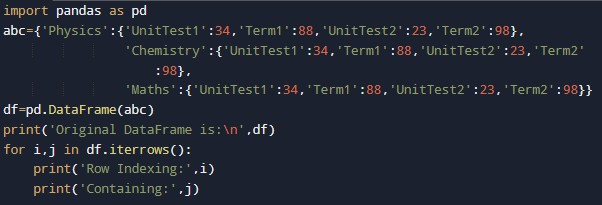 import pandas as pd
abc={'Physics':{'UnitTest1':34,'Term1':88,'UnitTest2':23,'Term2':98},
'Chemistry':{'UnitTest1':34,'Term1':88,'UnitTest2':23,'Term2'
:98},
'Maths':{'UnitTest1':34,'Term1':88,'UnitTest2':23,'Term2':98}}
df=pd.DataFrame(abc)
print('Original DataFrame is:\n',df)
for i,j in df.iterrows():
    print('Row Indexing:',i)
    print('Containing:',j)